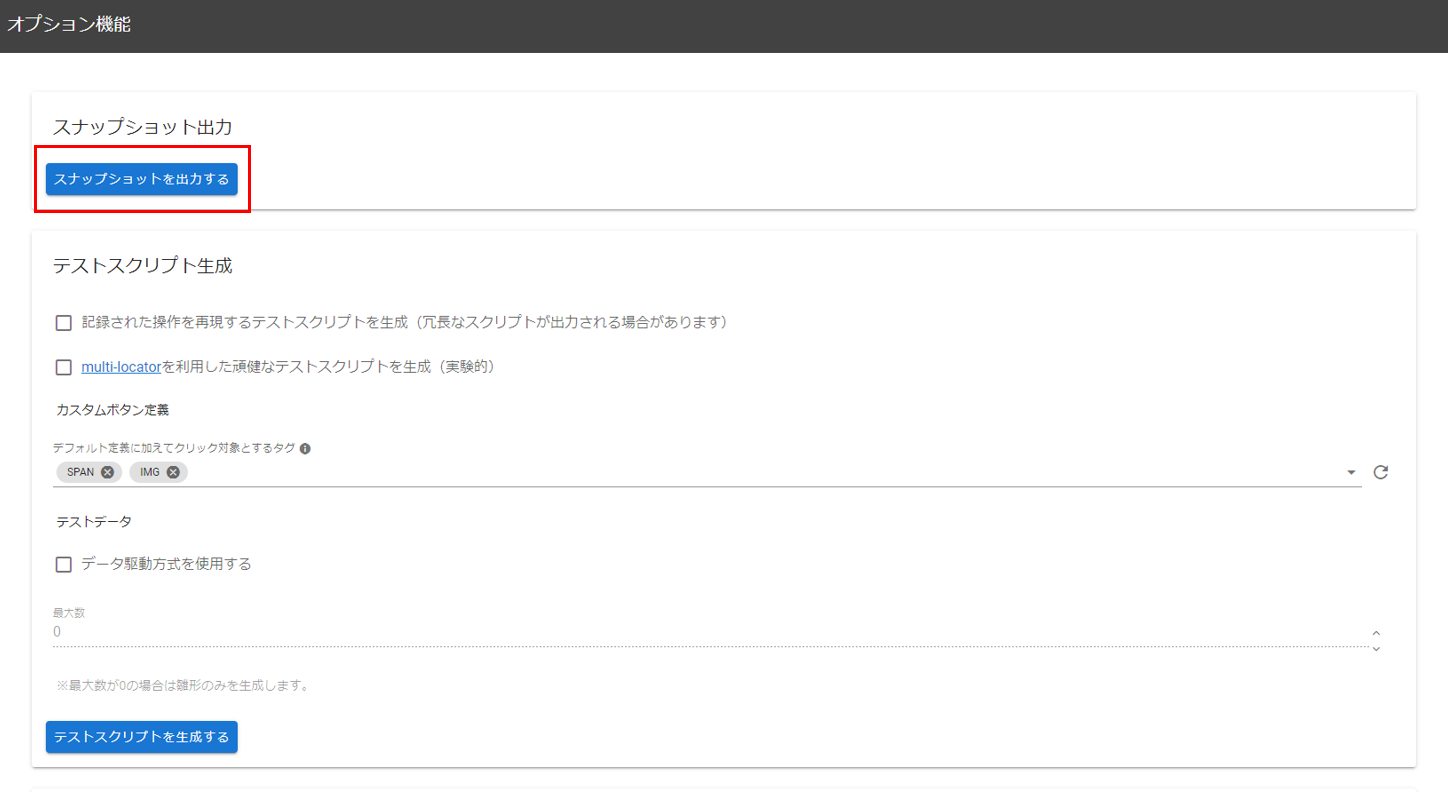 オプション機能
スナップショット出力
スナップショットを出力する
テストスクリプト生成
記録された操作を再現するテストスクリプトを生成（冗長なスクリプトが出力される場合があります）
multi-locatorを利用した頑健なテストスクリプトを生成（実験的）
カスタムボタン定義
デフォルト定義に加えてクリック対象とするタグ
SPAN IMG
テストデータ
データ駆動方式を使用する
最大数
0
※最大数が0の場合は雛形のみを生成します。
テストスクリプトを生成する